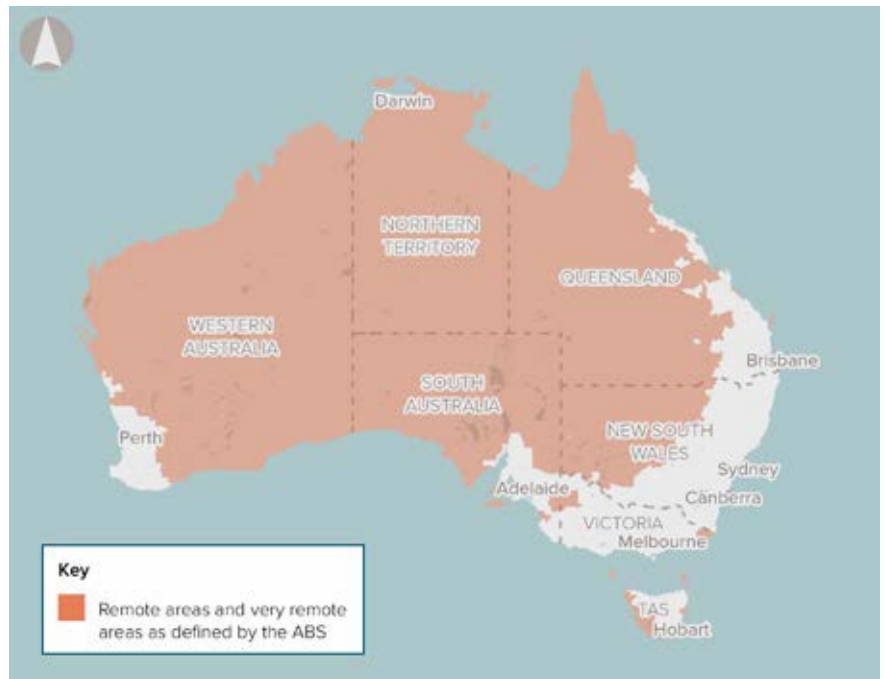 Darwin
NORTHERN
TERRITORY
QUEENSLAND
WESTERN
AUSTRALIA
SOUTH
AUSTRALIA
Brisbane
Perth
NEW SOUTH
WALES
Sydney
Adelaide
Canberra
VICTORIA
Melbourne
Key
Remote areas and very remote
areas as defined by the ABS
TAS
Hobart